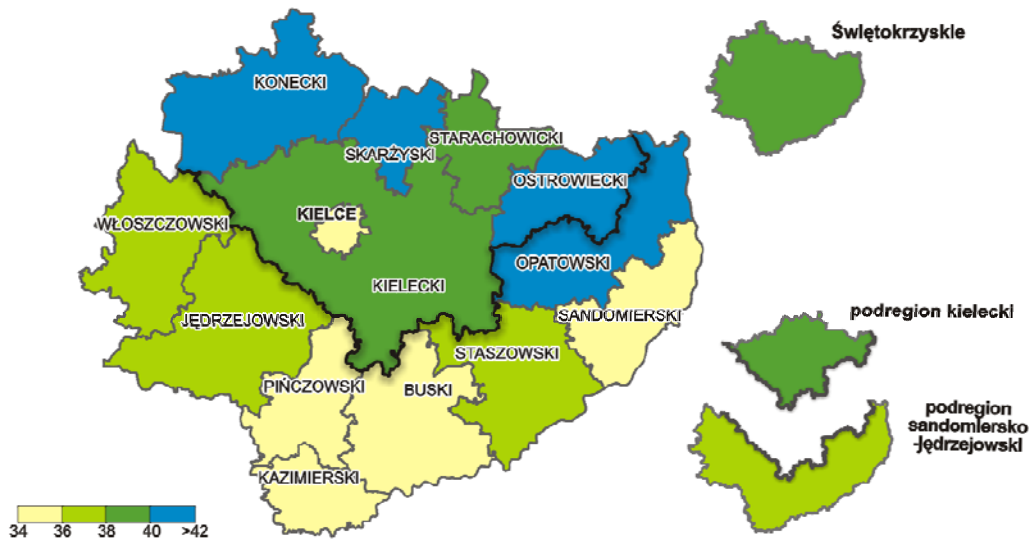 Świętokrzyskie
KONECKI
STARACHOWICKI
SKARŻYSKI
OSTROWIECKI
KIELCE
WŁOSZCZOWSKI
OPATOWSKI
KIELECKI
JĘDRZEJOWSKI
SANDOMIERSKI
podregion kielecki
STASZOWSKI
PIŃCZOWSKI
BUSKI
podregion
sandomiersko
-jędrzejowski
KAZIMIERSKI
34 36 38 40 >42